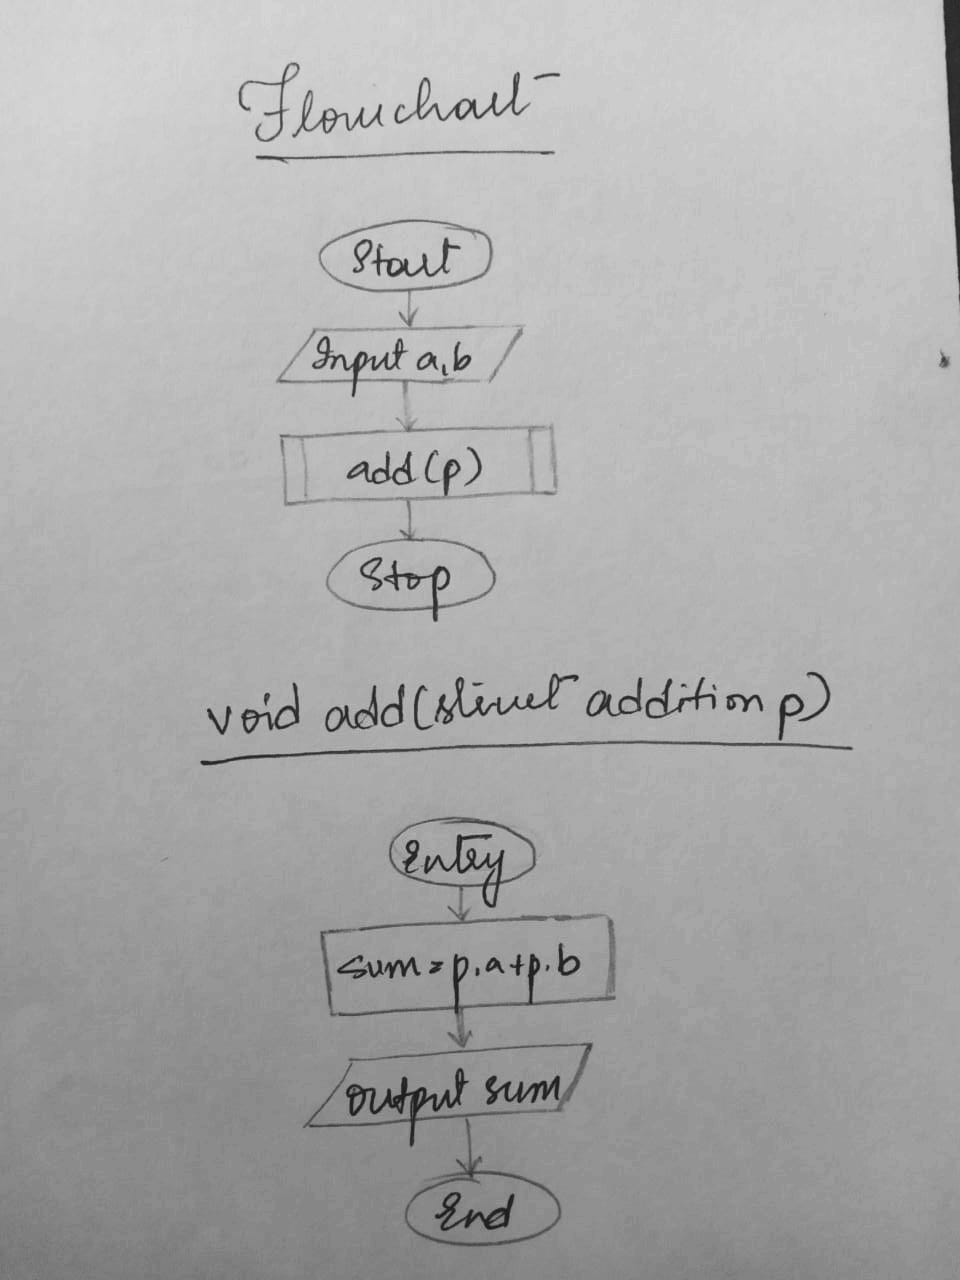 Flowchart
Start
Input a,b
add(p)
Stop
void add(struct addition p)
Entry
sum=p.a+p.b
output sum
End